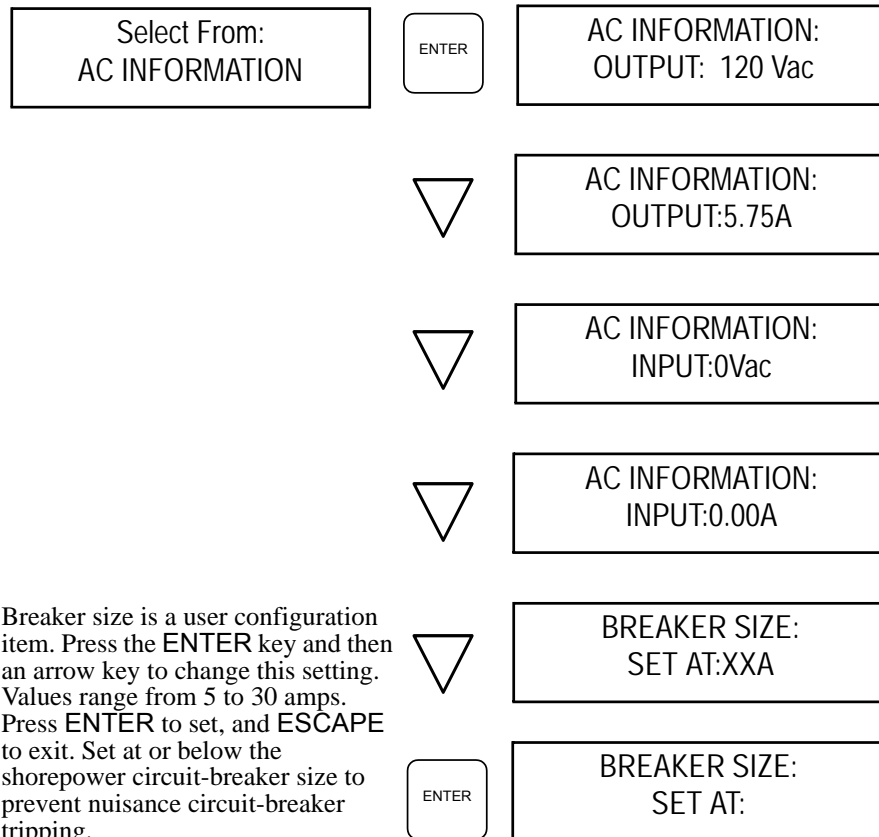 Select From:
AC INFORMATION
ENTER
AC INFORMATION:
OUTPUT:  120 Vac
AC INFORMATION:
OUTPUT:5.75A
AC INFORMATION:
INPUT:0Vac
AC INFORMATION:
INPUT:0.00A
Breaker size is a user configuration
item. Press the ENTER key and then
an arrow key to change this setting.
Values range from 5 to 30 amps.
Press ENTER to set, and ESCAPE
to exit. Set at or below the
shorepower circuit-breaker size to
prevent nuisance circuit-breaker
tripping.
BREAKER SIZE:
SET AT:XXA
ENTER
BREAKER SIZE:
SET AT: